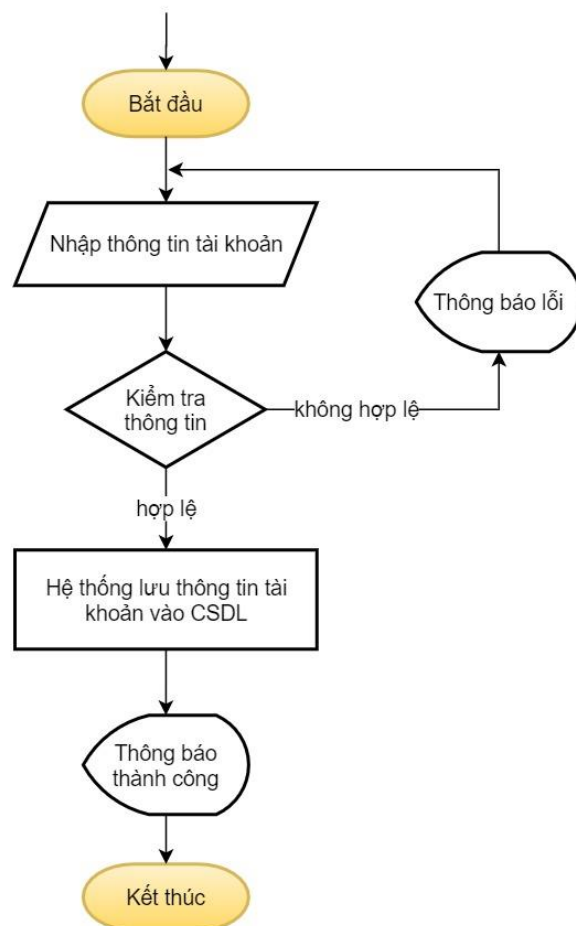 Bắt đầu
Nhập thông tin tài khoản
Thông báo lỗi
Kiểm tra
thông tin
không hợp lệ
hợp lệ
Hệ thống lưu thông tin tài
khoản vào CSDL
Thông báo
thành công
Kết thúc